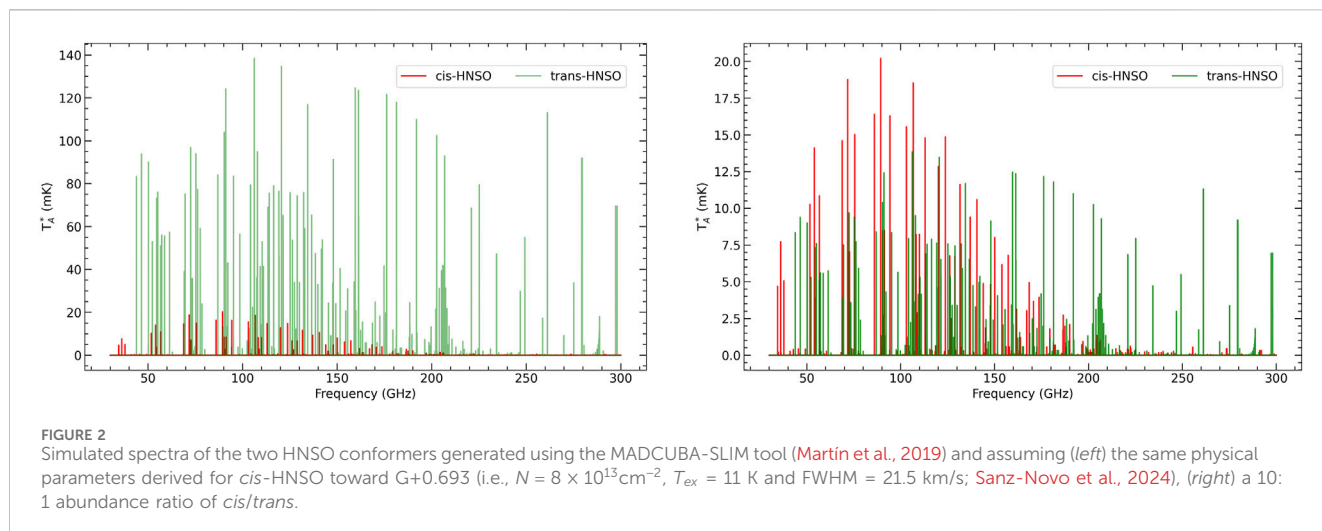 140
120
100
80
60
40
20
0
T*A (mK)
cis-HNSO
trans-HNSO
50
100
150
200
250
300
Frequency (GHz)
20.0
17.5
15.0
12.5
10.0
7.5
5.0
2.5
0.0
T*A (mK)
cis-HNSO
trans-HNSO
50
100
150
200
250
300
Frequency (GHz)
FIGURE 2
Simulated spectra of the two HNSO conformers generated using the MADCUBA-SLIM tool (Martín et al., 2019) and assuming (left) the same physical
parameters derived for cis-HNSO toward G+0.693 (i.e., N = 8 × 10¹³cm⁻², Tex = 11 K and FWHM = 21.5 km/s; Sanz-Novo et al., 2024), (right) a 10:
1 abundance ratio of cis/trans.